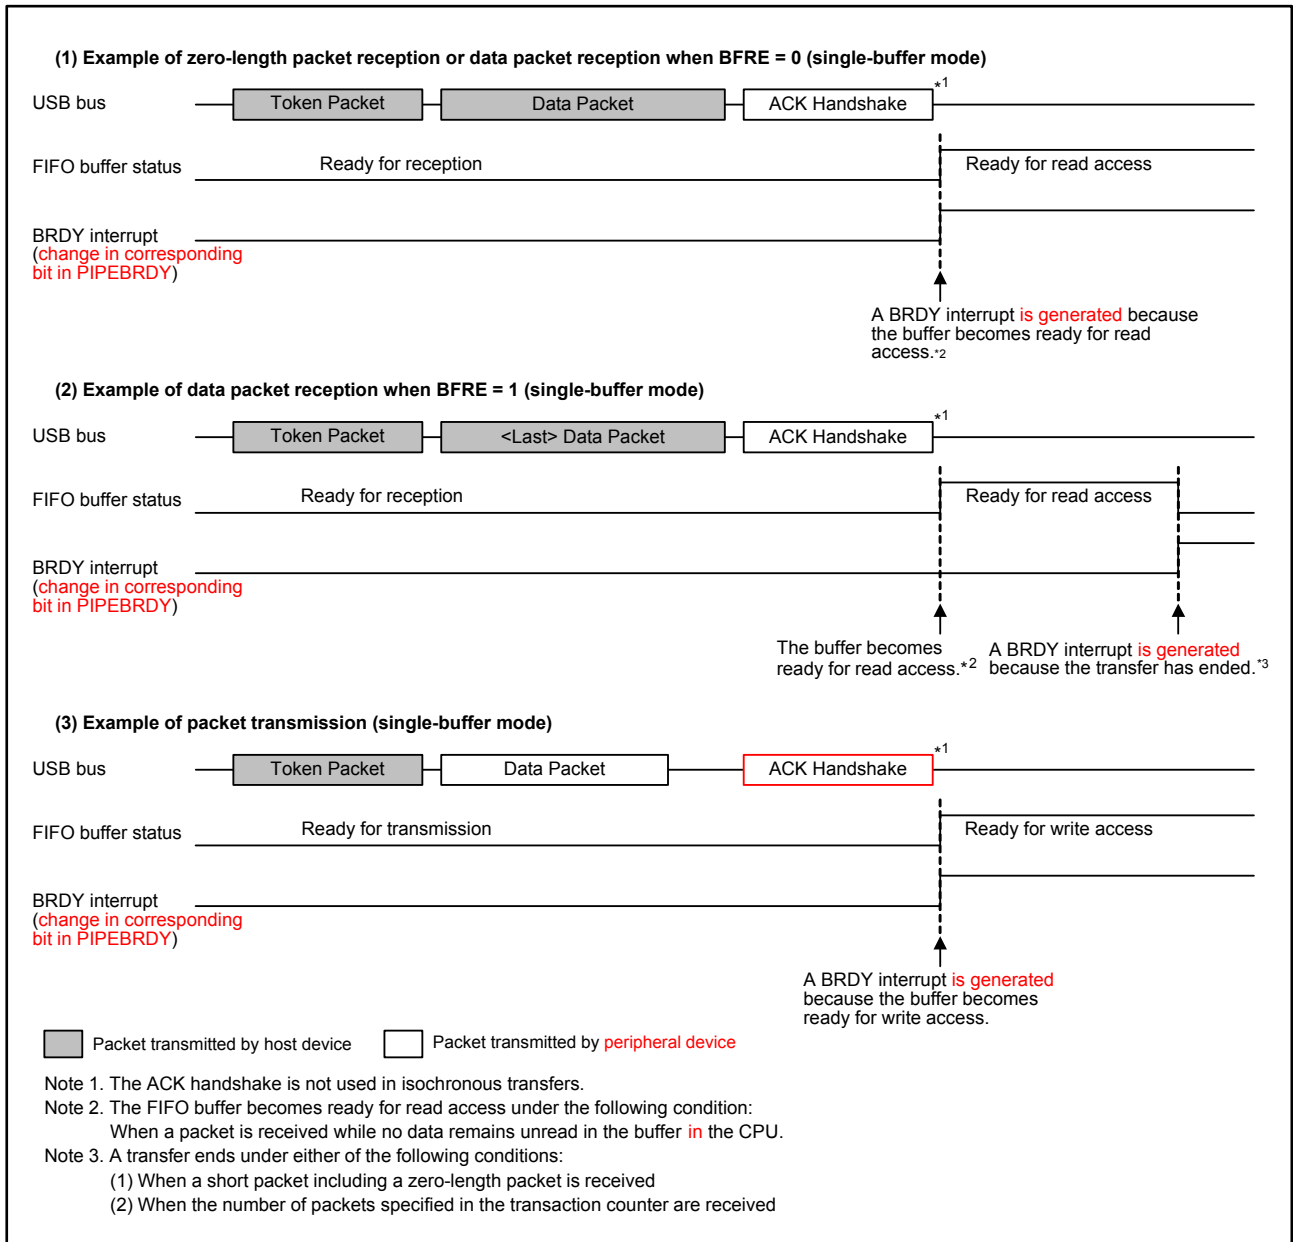 (1) Example of zero-length packet reception or data packet reception when BFRE = 0 (single-buffer mode)
USB bus
Token Packet
Data Packet
ACK Handshake
*1
FIFO buffer status
Ready for reception
Ready for read access
BRDY interrupt
(change in corresponding
bit in PIPEBRDY)
A BRDY interrupt is generated because
the buffer becomes ready for read
access.*2
(2) Example of data packet reception when BFRE = 1 (single-buffer mode)
USB bus
Token Packet
<Last> Data Packet
ACK Handshake
*1
FIFO buffer status
Ready for reception
Ready for read access
BRDY interrupt
(change in corresponding
bit in PIPEBRDY)
The buffer becomes
ready for read access.*2
A BRDY interrupt is generated
because the transfer has ended.*3
(3) Example of packet transmission (single-buffer mode)
USB bus
Token Packet
Data Packet
ACK Handshake
*1
FIFO buffer status
Ready for transmission
Ready for write access
BRDY interrupt
(change in corresponding
bit in PIPEBRDY)
A BRDY interrupt is generated
because the buffer becomes
ready for write access.
Packet transmitted by host device
Packet transmitted by peripheral device
Note 1. The ACK handshake is not used in isochronous transfers.
Note 2. The FIFO buffer becomes ready for read access under the following condition:
When a packet is received while no data remains unread in the buffer in the CPU.
Note 3. A transfer ends under either of the following conditions:
(1) When a short packet including a zero-length packet is received
(2) When the number of packets specified in the transaction counter are received